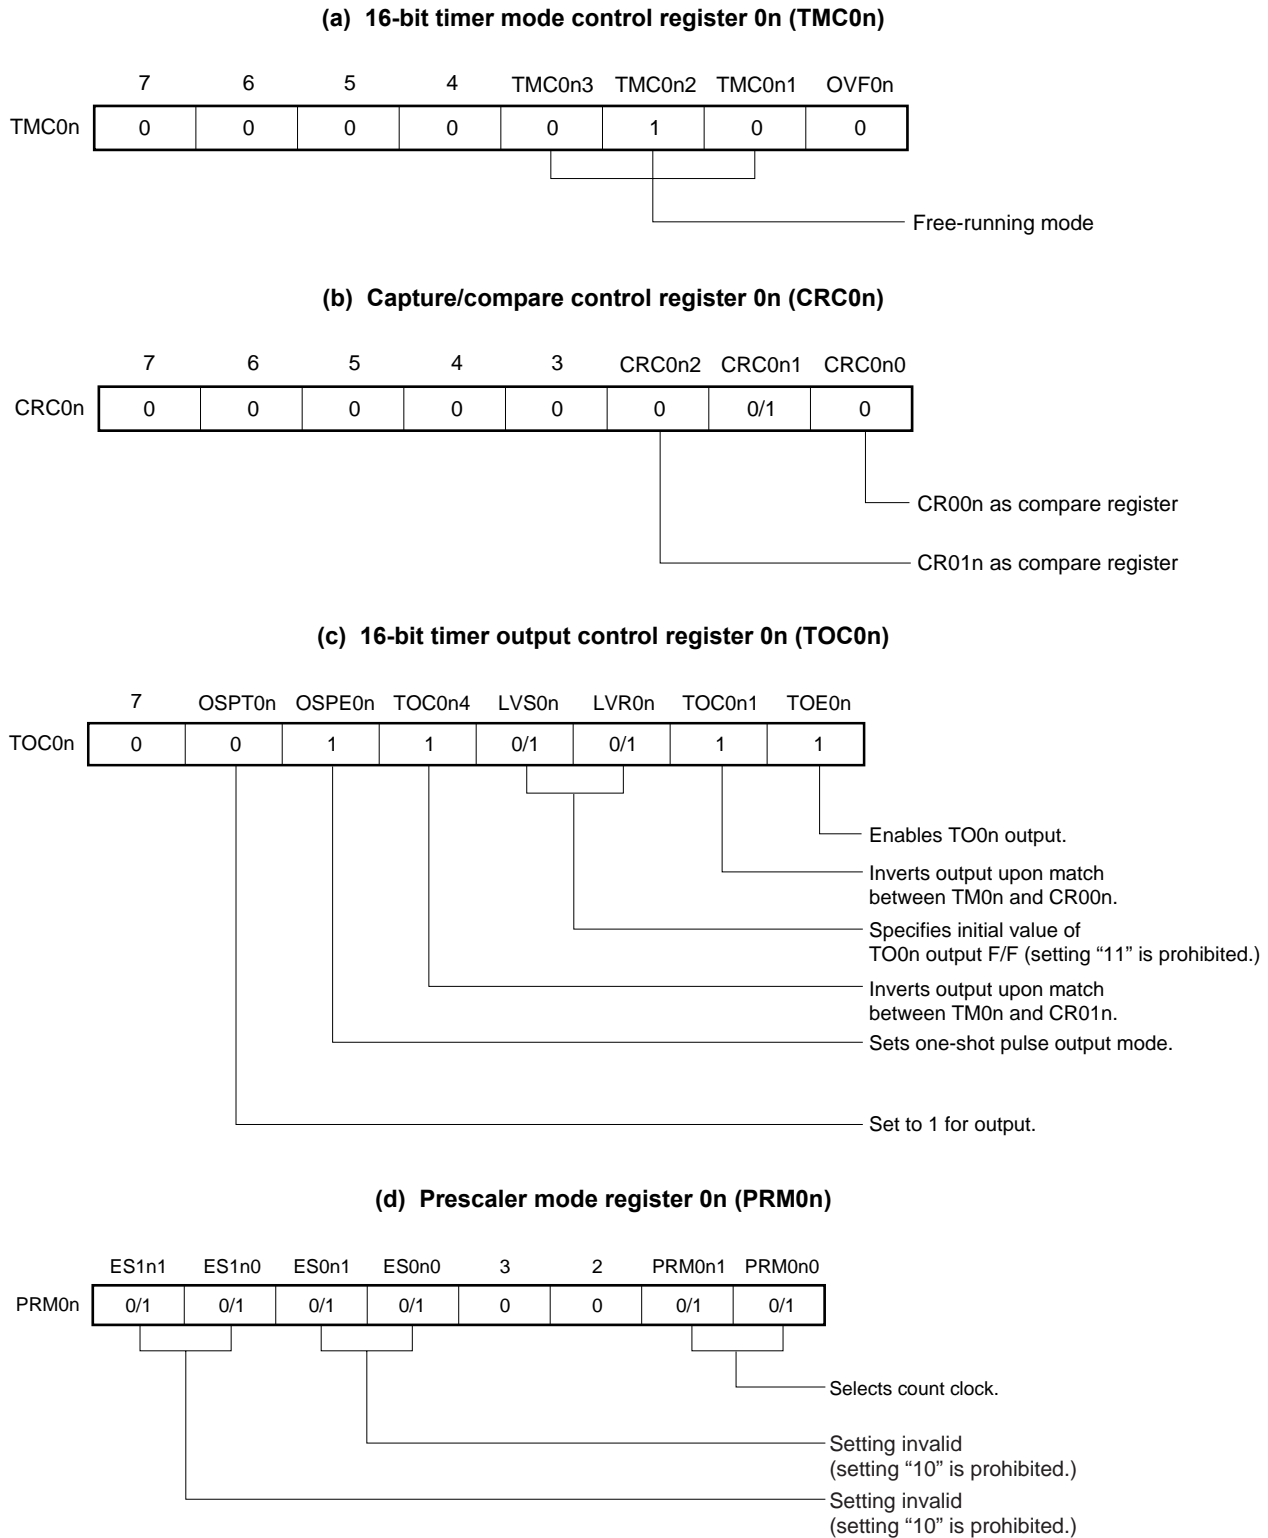 (a) 16-bit timer mode control register 0n (TMC0n)
7 6 5 4 TMC0n3 TMC0n2 TMC0n1 OVF0n
TMC0n 0 0 0 0 0 1 0 0
Free-running mode
(b) Capture/compare control register 0n (CRC0n)
7 6 5 4 3 CRC0n2 CRC0n1 CRC0n0
CRC0n 0 0 0 0 0 0 0/1 0
CR00n as compare register
CR01n as compare register
(c) 16-bit timer output control register 0n (TOC0n)
7 OSPT0n OSPE0n TOC0n4 LVS0n LVR0n TOC0n1 TOE0n
TOC0n 0 0 1 1 0/1 0/1 1 1
Enables TO0n output.
Inverts output upon match
between TM0n and CR00n.
Specifies initial value of
TO0n output F/F (setting “11” is prohibited.)
Inverts output upon match
between TM0n and CR01n.
Sets one-shot pulse output mode.
Set to 1 for output.
(d) Prescaler mode register 0n (PRM0n)
ES1n1 ES1n0 ES0n1 ES0n0 3 2 PRM0n1 PRM0n0
PRM0n 0/1 0/1 0/1 0/1 0 0 0/1 0/1
Selects count clock.
Setting invalid
(setting “10” is prohibited.)
Setting invalid
(setting “10” is prohibited.)